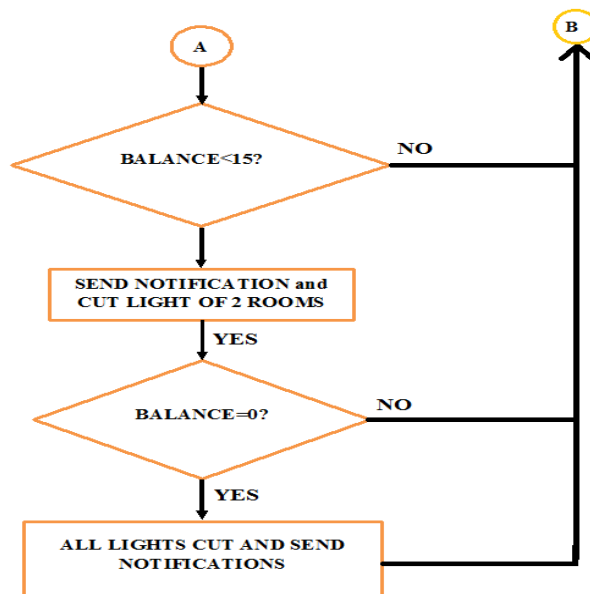 A
B
BALANCE<15?
NO
SEND NOTIFICATION and
CUT LIGHT OF 2 ROOMS
YES
BALANCE=0?
NO
YES
ALL LIGHTS CUT AND SEND
NOTIFICATIONS